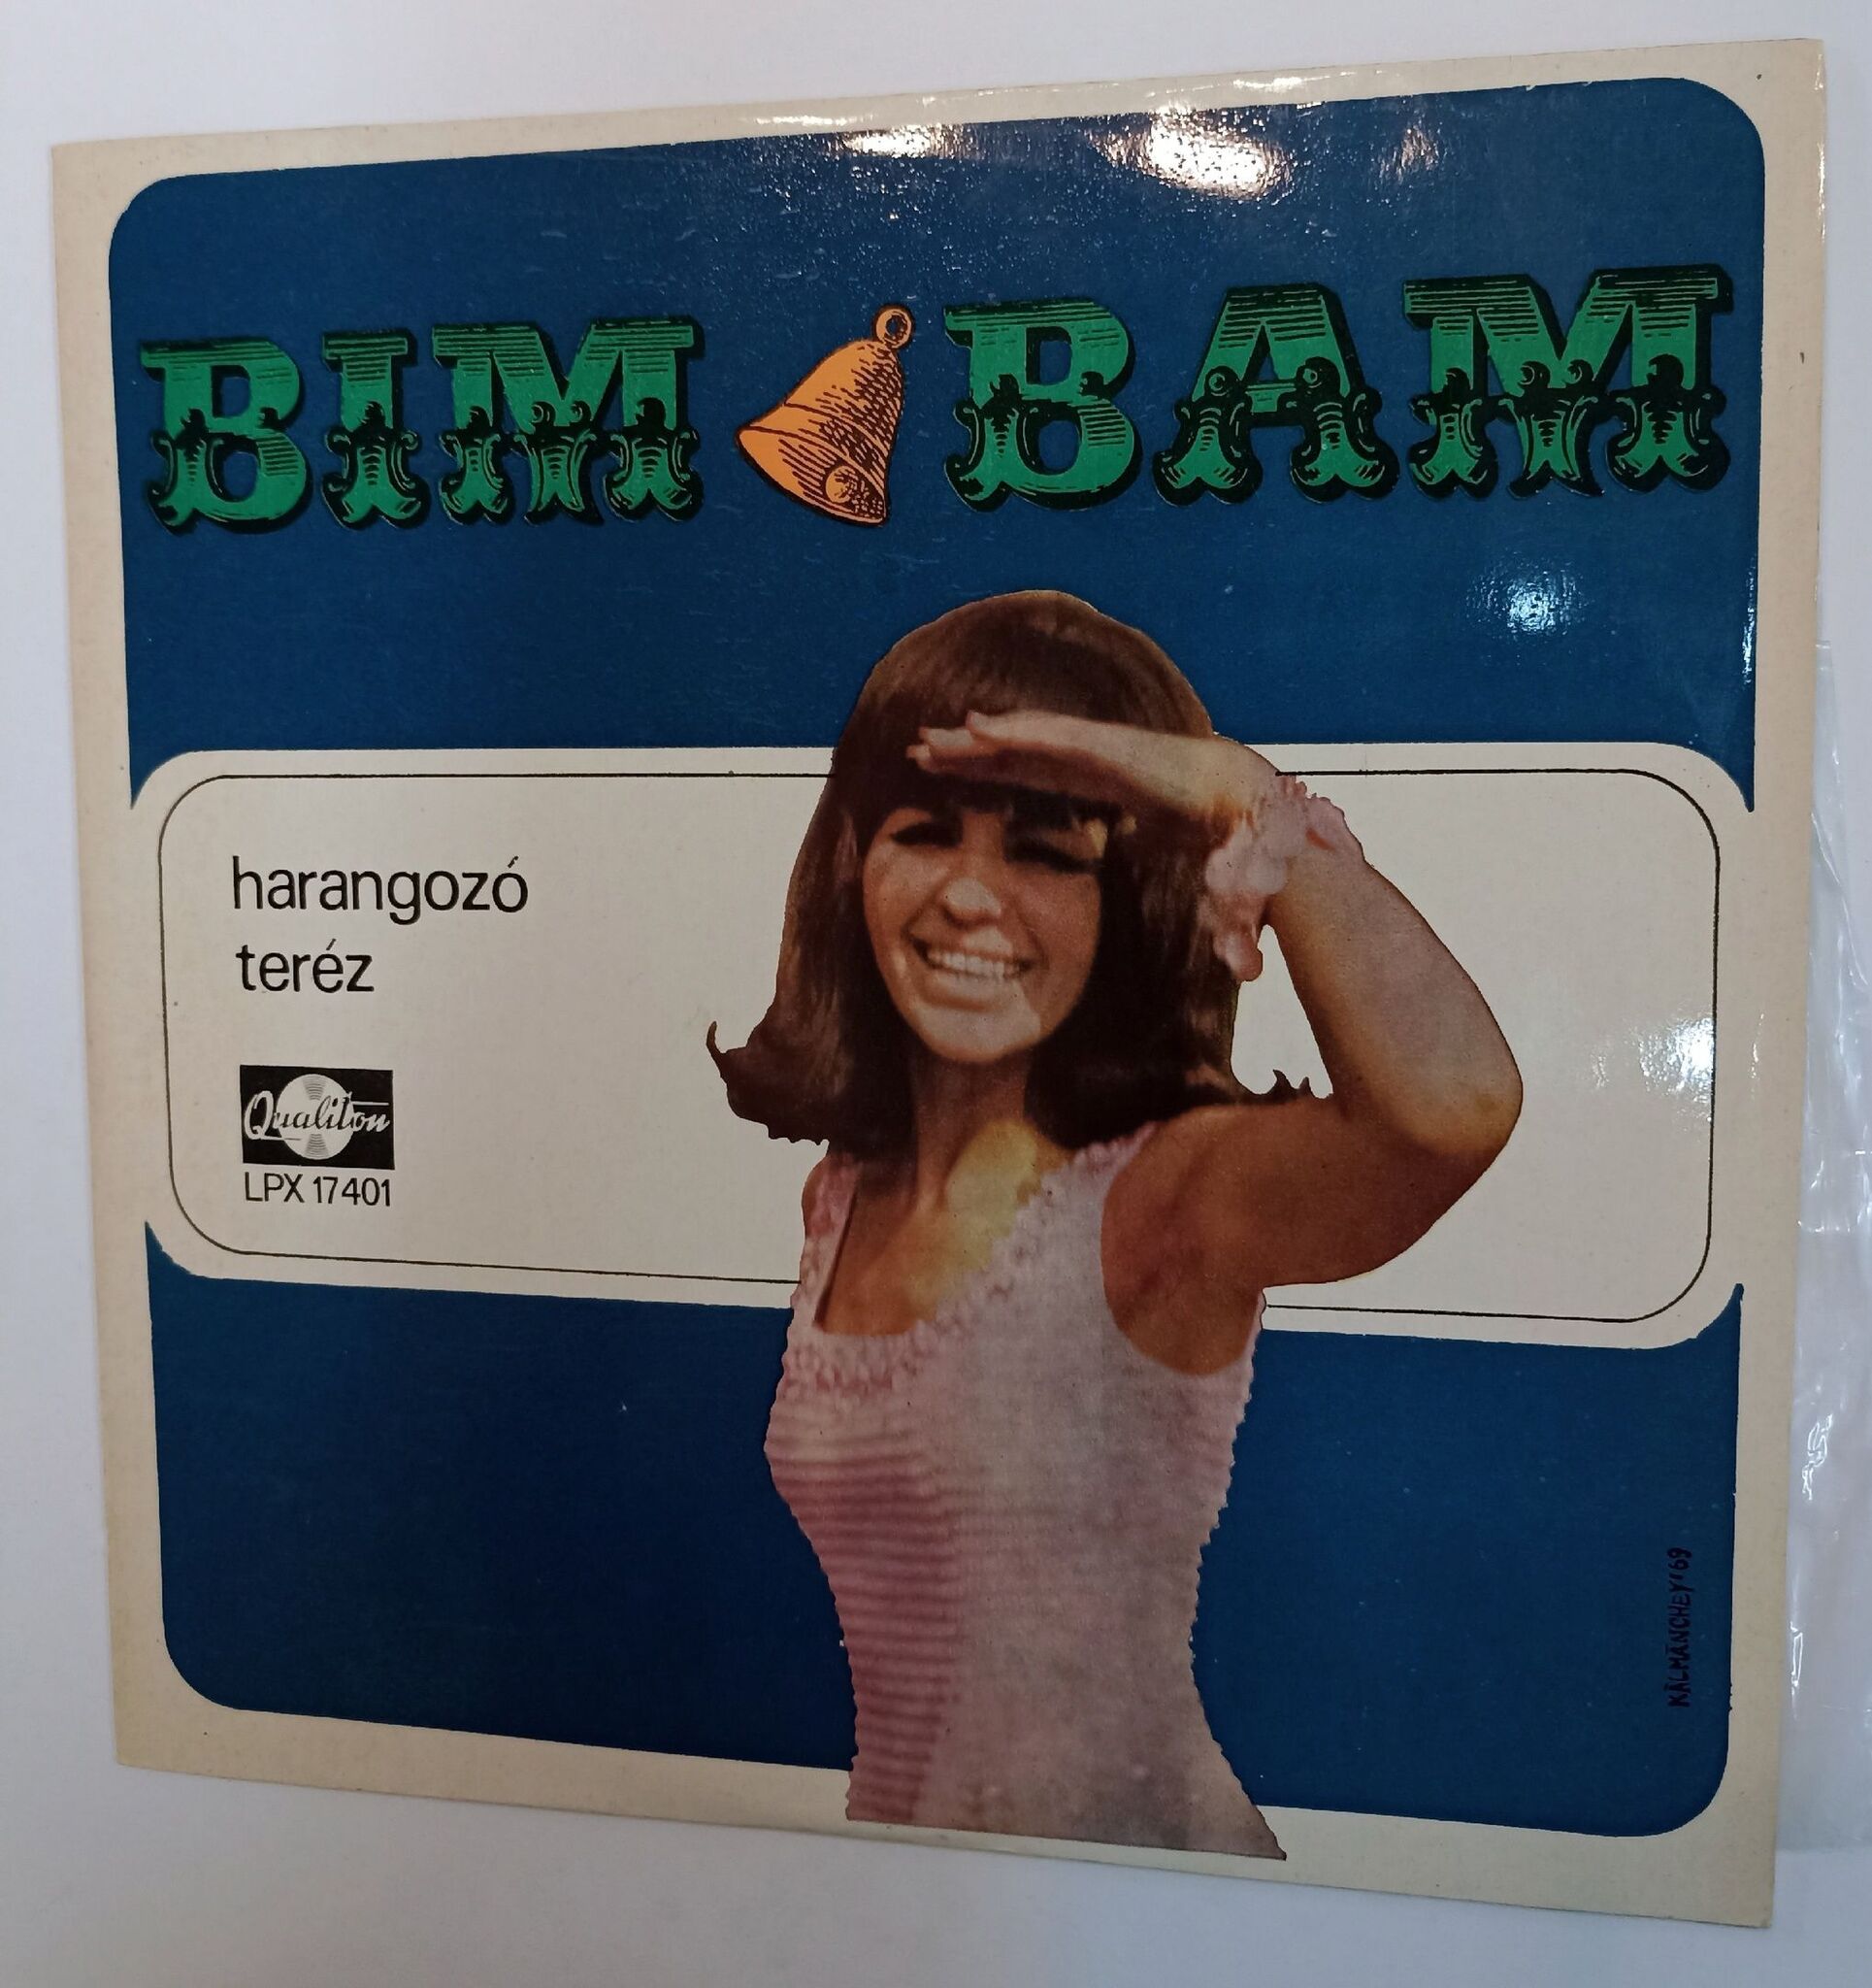 BIM BAM
harangozó
teréz
Qualiton
LPX 17401
KÁLMÁNCHEY '69